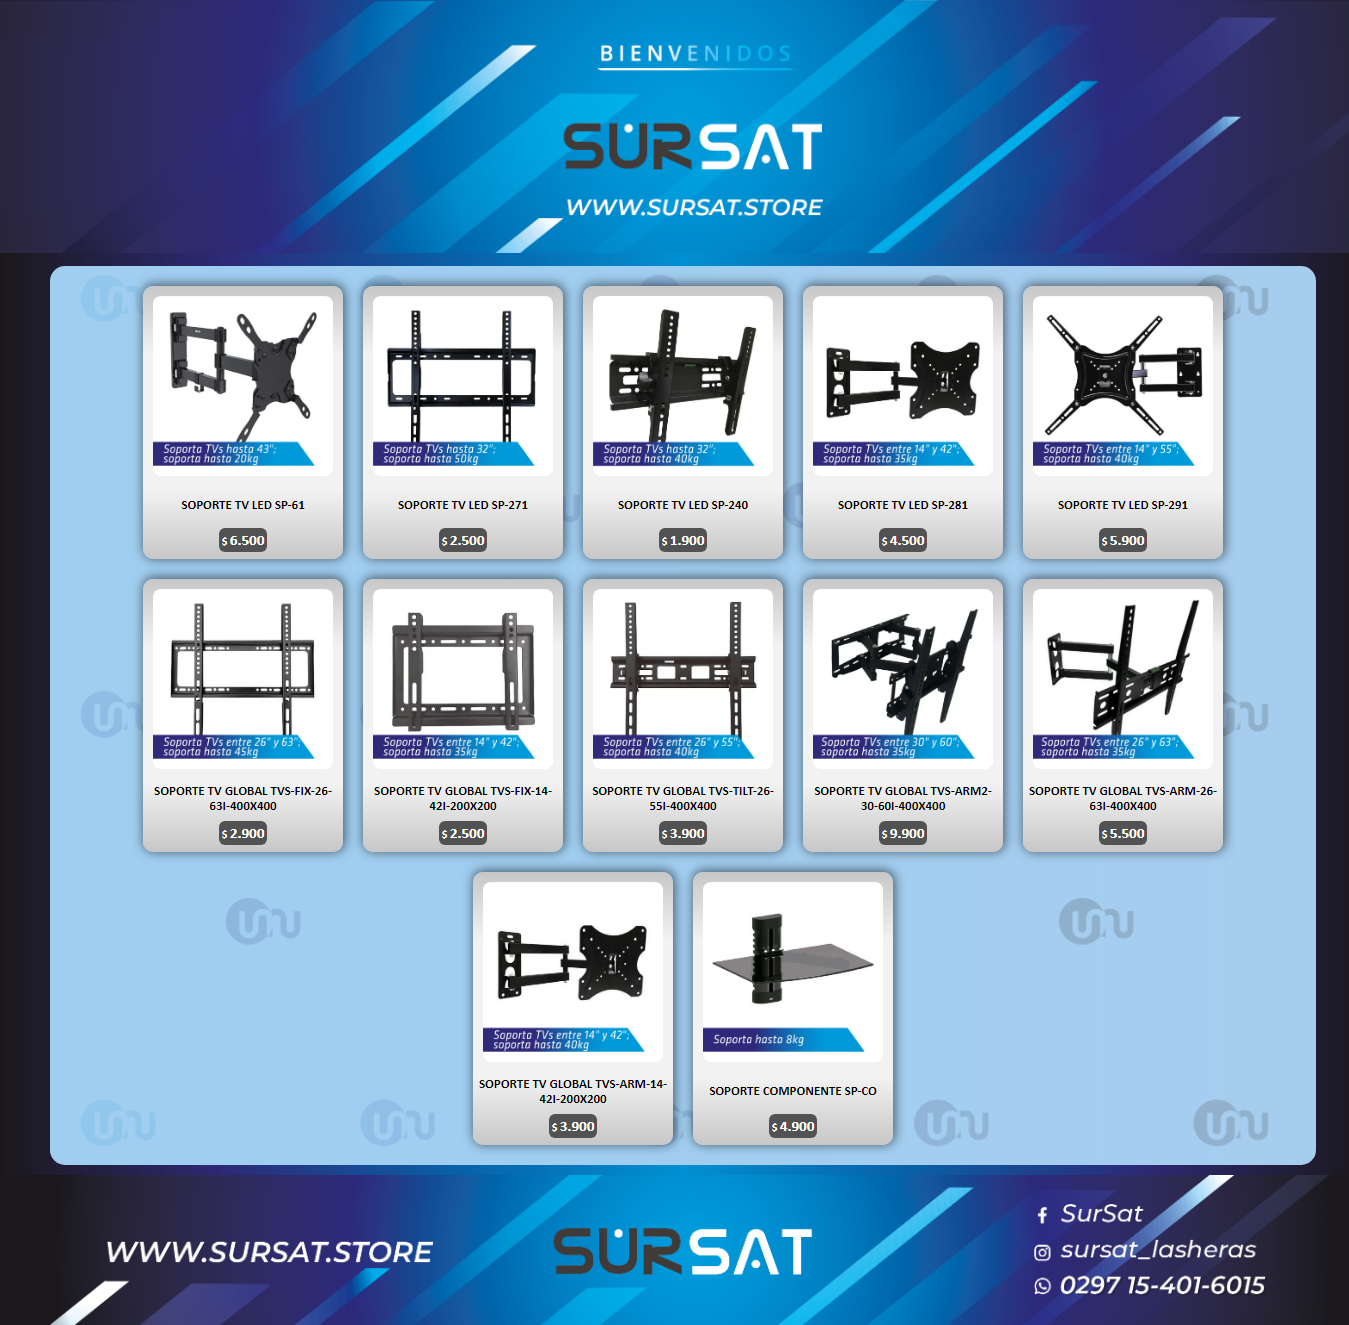 BIENVENIDOS
SURSAT
WWW.SURSAT.STORE
Soporta TVs hasta 43";
soporta hasta 20kg
SOPORTE TV LED SP-61
$ 6.500
Soporta TVs hasta 32";
soporta hasta 50kg
SOPORTE TV LED SP-271
$ 2.500
Soporta TVs hasta 32";
soporta hasta 40kg
SOPORTE TV LED SP-240
$ 1.900
Soporta TVs entre 14" y 42";
soporta hasta 35kg
SOPORTE TV LED SP-281
$ 4.500
Soporta TVs entre 14" y 55";
soporta hasta 40kg
SOPORTE TV LED SP-291
$ 5.900
Soporta TVs entre 26" y 63";
soporta hasta 45kg
SOPORTE TV GLOBAL TVS-FIX-26-
63I-400X400
$ 2.900
Soporta TVs entre 14" y 42";
soporta hasta 35kg
SOPORTE TV GLOBAL TVS-FIX-14-
42I-200X200
$ 2.500
Soporta TVs entre 26" y 55";
soporta hasta 40kg
SOPORTE TV GLOBAL TVS-TILT-26-
55I-400X400
$ 3.900
Soporta TVs entre 30" y 60";
soporta hasta 35kg
SOPORTE TV GLOBAL TVS-ARM2-
30-60I-400X400
$ 9.900
Soporta TVs entre 26" y 63";
soporta hasta 35kg
SOPORTE TV GLOBAL TVS-ARM-26-
63I-400X400
$ 5.500
Soporta TVs entre 14" y 42";
soporta hasta 40kg
SOPORTE TV GLOBAL TVS-ARM-14-
42I-200X200
$ 3.900
Soporta hasta 8kg
SOPORTE COMPONENTE SP-CO
$ 4.900
WWW.SURSAT.STORE
SURSAT
SurSat
sursat_lasheras
0297 15-401-6015